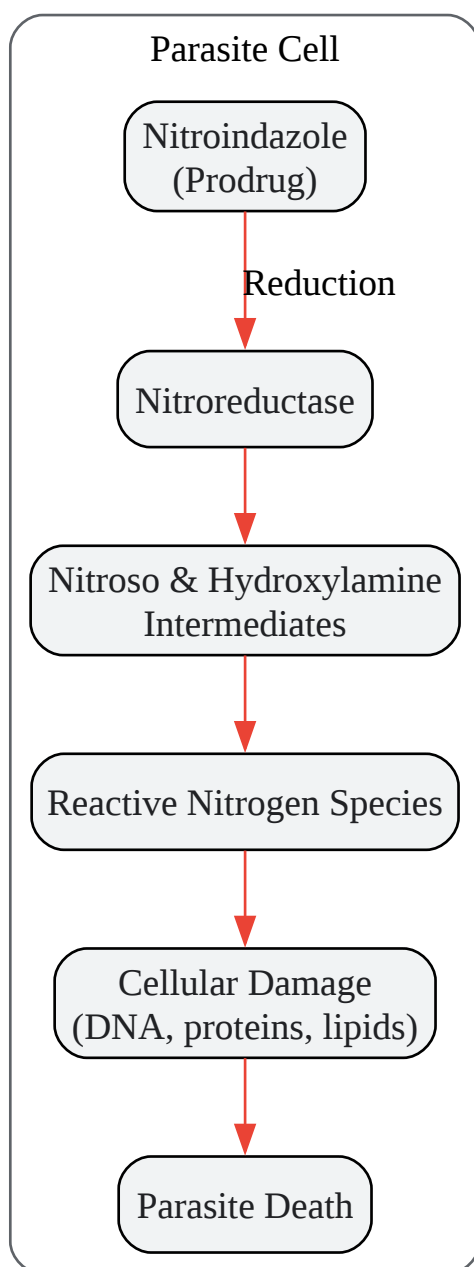 Parasite Cell
Nitroindazole
(Prodrug)
Reduction
Nitroreductase
Nitroso & Hydroxylamine
Intermediates
Reactive Nitrogen Species
Cellular Damage
(DNA, proteins, lipids)
Parasite Death